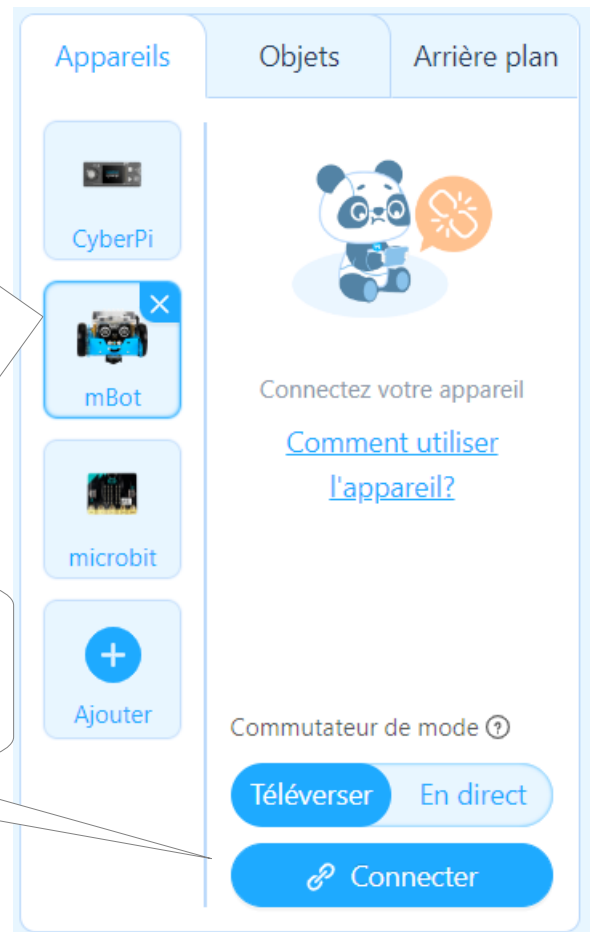 Appareils
Objets
Arrière plan
CyberPi
mBot
Connectez votre appareil
Comment utiliser
l'appareil?
microbit
Ajouter
Commutateur de mode ?
Téléverser
En direct
Connecter